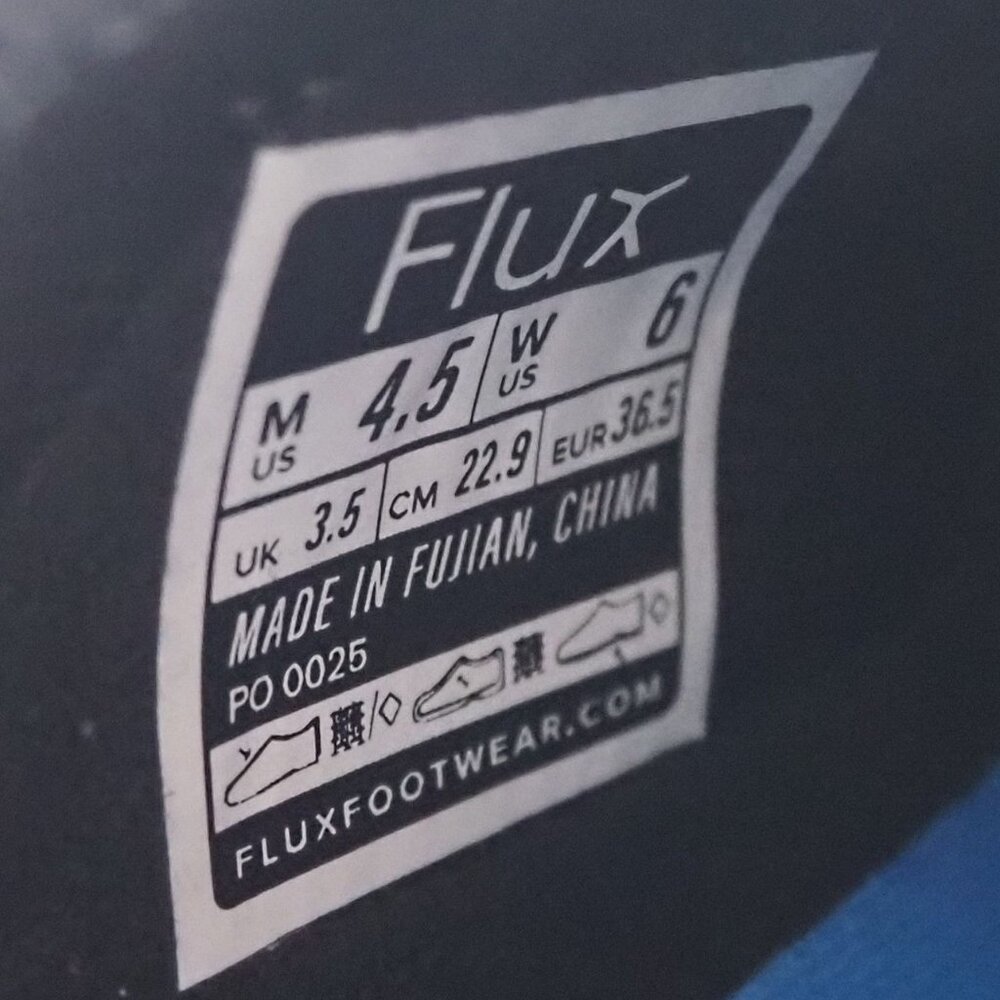 Flux
M US 4.5 W US 6
UK 3.5 CM 22.9 EUR 36.5
MADE IN FUJIAN, CHINA
PO 0025
FLUXFOOTWEAR.COM